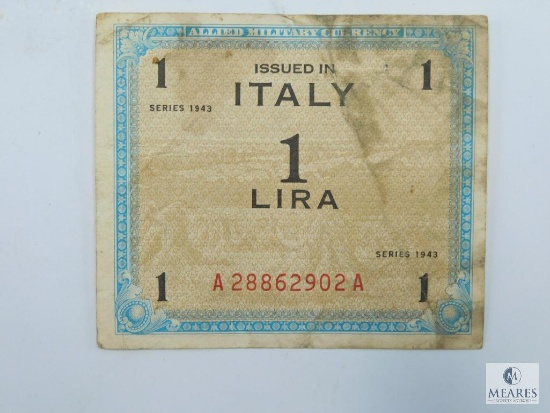 ALLIED MILITARY CURRENCY
1 ISSUED IN 1
ITALY
SERIES 1943
1
LIRA
SERIES 1943
1 A 28862902 A 1
M
MEARES